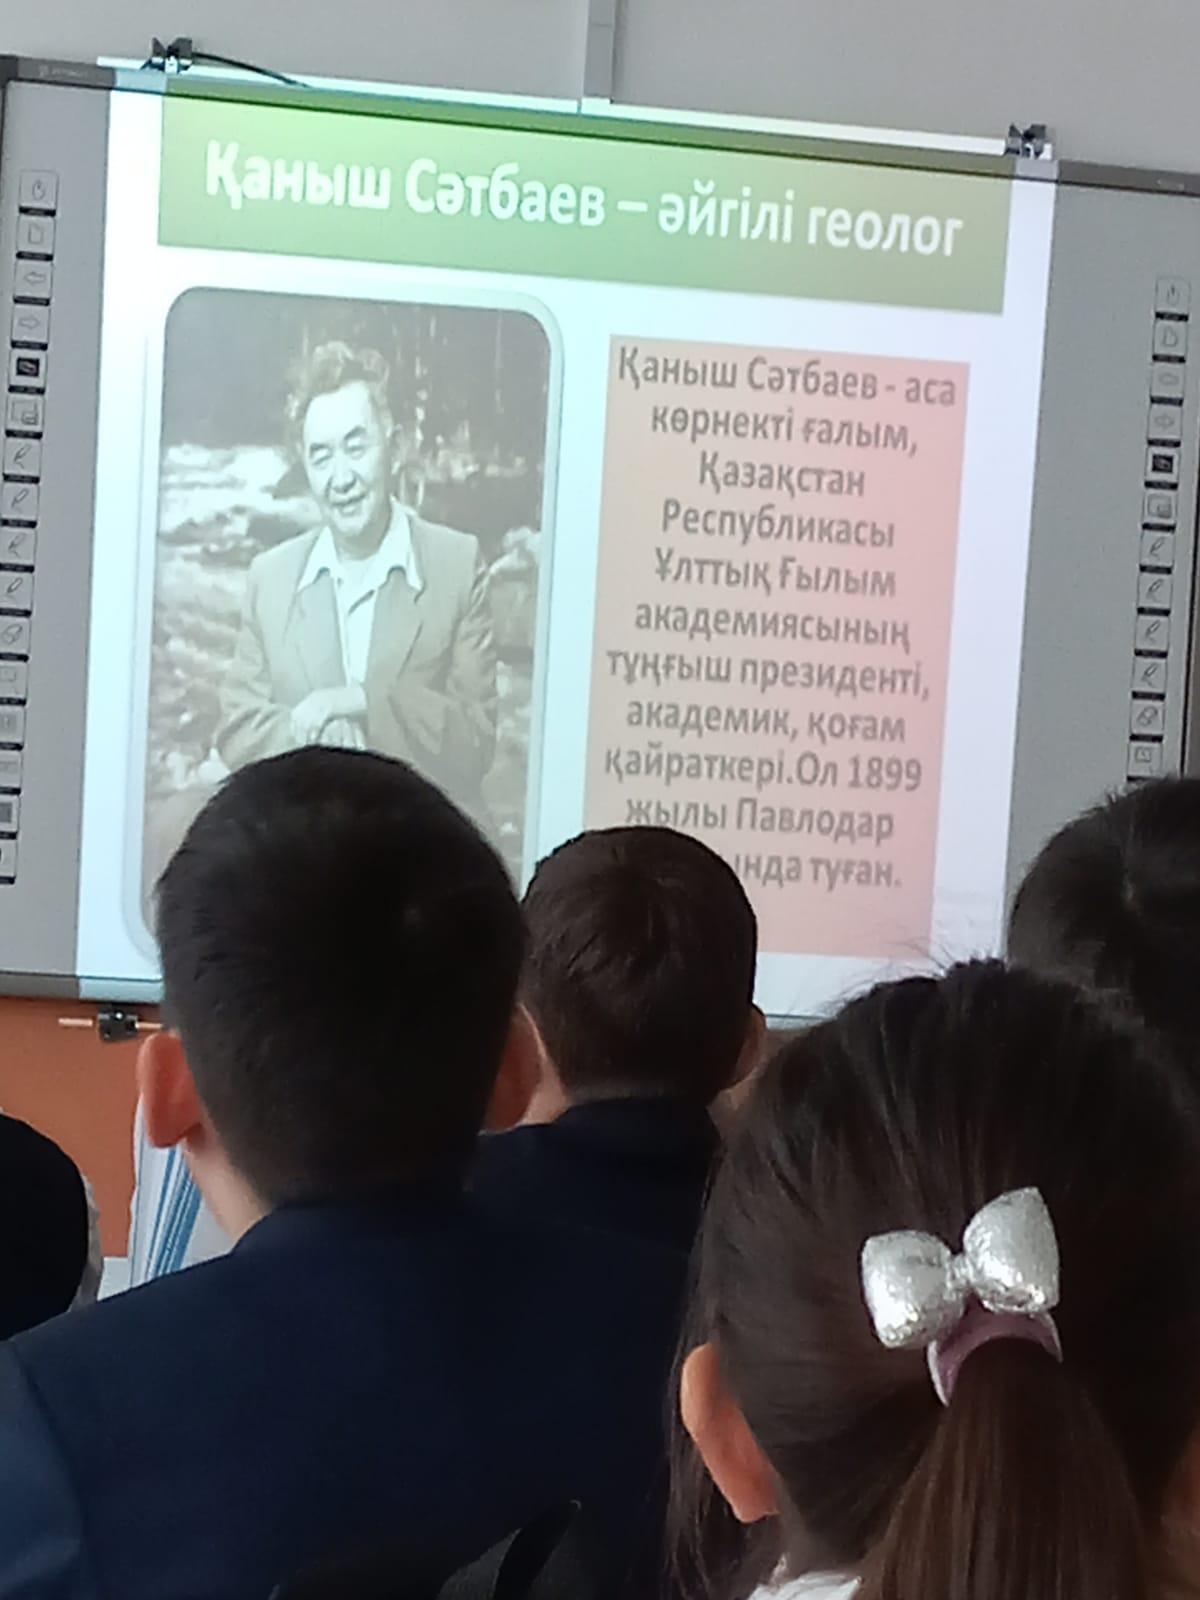 Қаныш Сәтбаев – әйгілі геолог
Қаныш Сәтбаев - аса
көрнекті ғалым,
Қазақстан
Республикасы
Ұлттық Ғылым
академиясының
тұңғыш президенті,
академик, қоғам
қайраткері.Ол 1899
жылы Павлодар
туған.